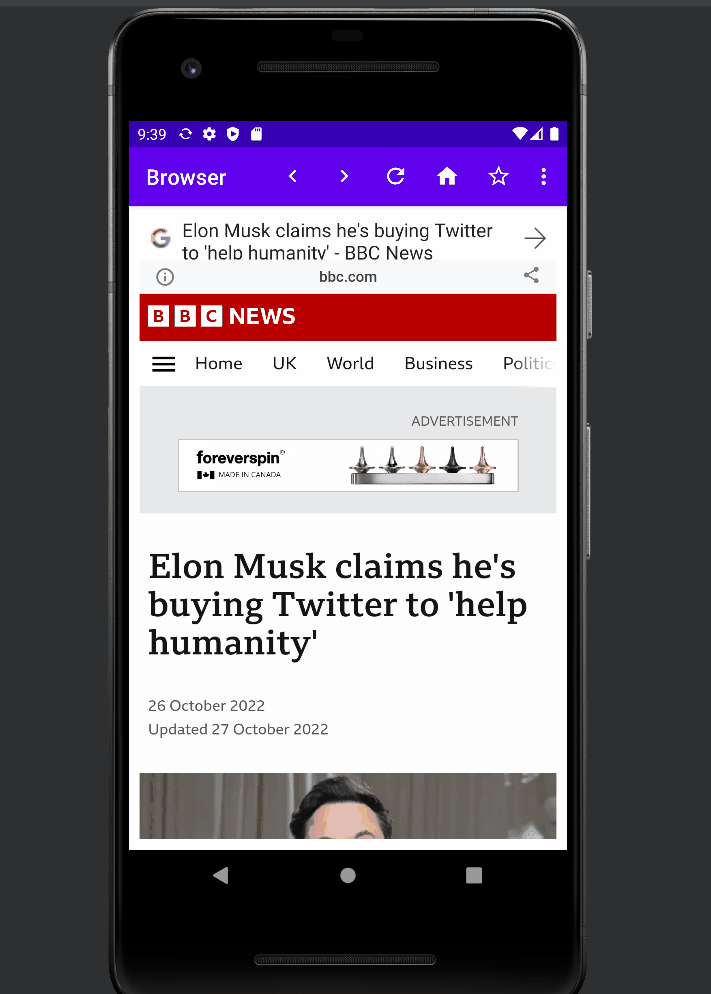 9:39
Browser
Elon Musk claims he's buying Twitter
to 'help humanity' - BBC News
bbc.com
BBC NEWS
Home UK World Business Politics
ADVERTISEMENT
foreverspin®
MADE IN CANADA
Elon Musk claims he's
buying Twitter to 'help
humanity'
26 October 2022
Updated 27 October 2022